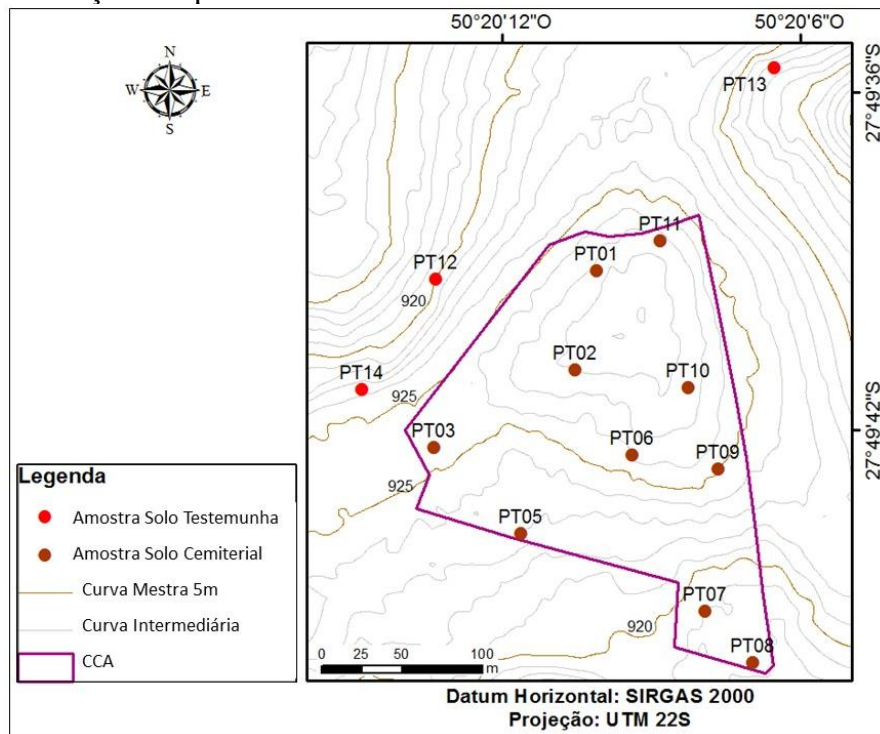 50°20'12"O
50°20'6"O
N
W
E
S
27°49'36"S
PT13
PT11
PT01
PT12
920
PT02
PT10
PT14
925
27°49'42"S
PT03
PT06
PT09
925
PT05
PT07
920
PT08
Legenda
Amostra Solo Testemunha
Amostra Solo Cemiterial
Curva Mestra 5m
Curva Intermediária
CCA
0 25 50 100
m
Datum Horizontal: SIRGAS 2000
Projeção: UTM 22S